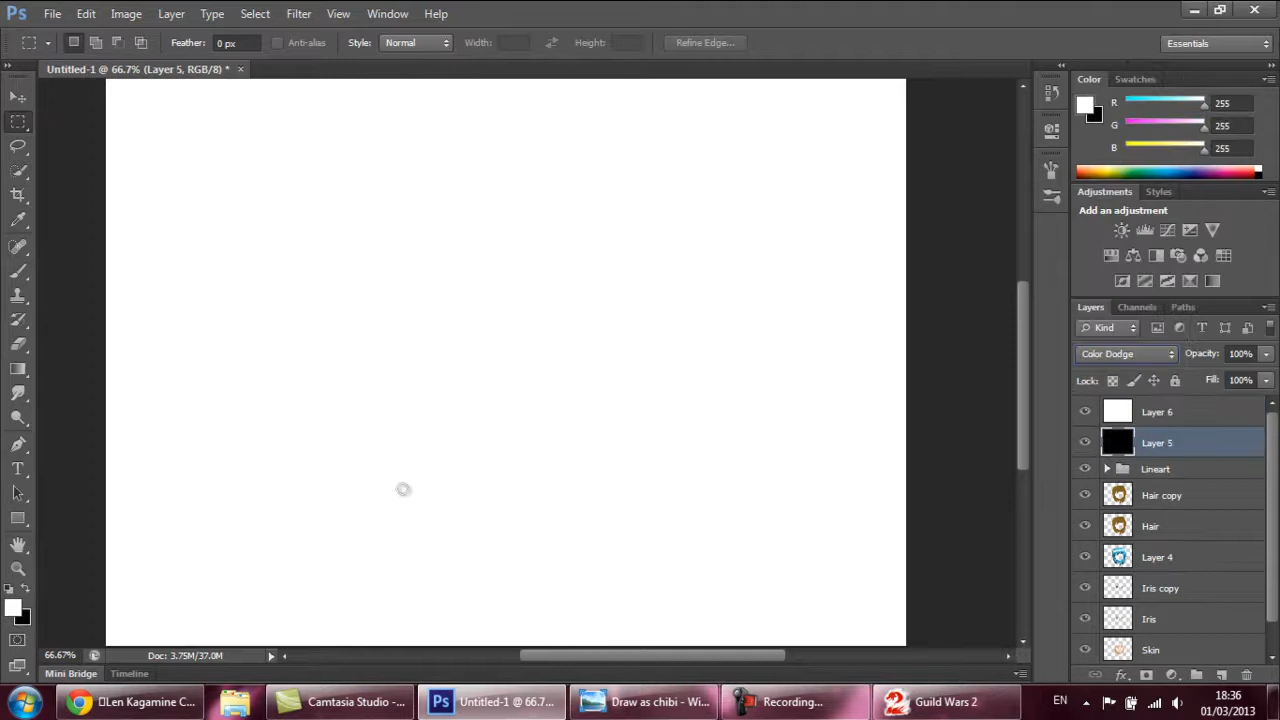 Ps File Edit Image Layer Type Select Filter View Window Help
Feather: 0 px Anti-alias Style: Normal Width: Height: Refine Edge... Essentials
Untitled-1 @ 66.7% (Layer 5, RGB/8) *
Color Swatches
R 255
G 255
B 255
Adjustments Styles
Add an adjustment
Layers Channels Paths
Kind T
Color Dodge Opacity: 100%
Lock: Fill: 100%
Layer 6
Layer 5
Lineart
Hair copy
Hair
Layer 4
Iris copy
Iris
Skin
T
66.67% Doc: 3.75M/37.0M
fx
Mini Bridge Timeline
Len Kagamine C... Camtasia Studio -... Ps Untitled-1 @ 66.7... Draw as chibi - Wi... Recording... 2 Guild Wars 2 EN 18:36
01/03/2013